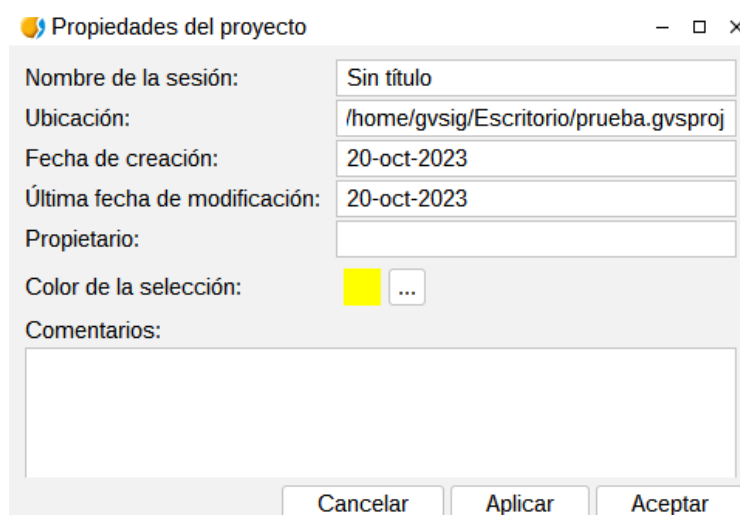 Propiedades del proyecto
Nombre de la sesión: Sin título
Ubicación: /home/gvsig/Escritorio/prueba.gvsproj
Fecha de creación: 20-oct-2023
Última fecha de modificación: 20-oct-2023
Propietario:
Color de la selección: ...
Comentarios:
Cancelar Aplicar Aceptar